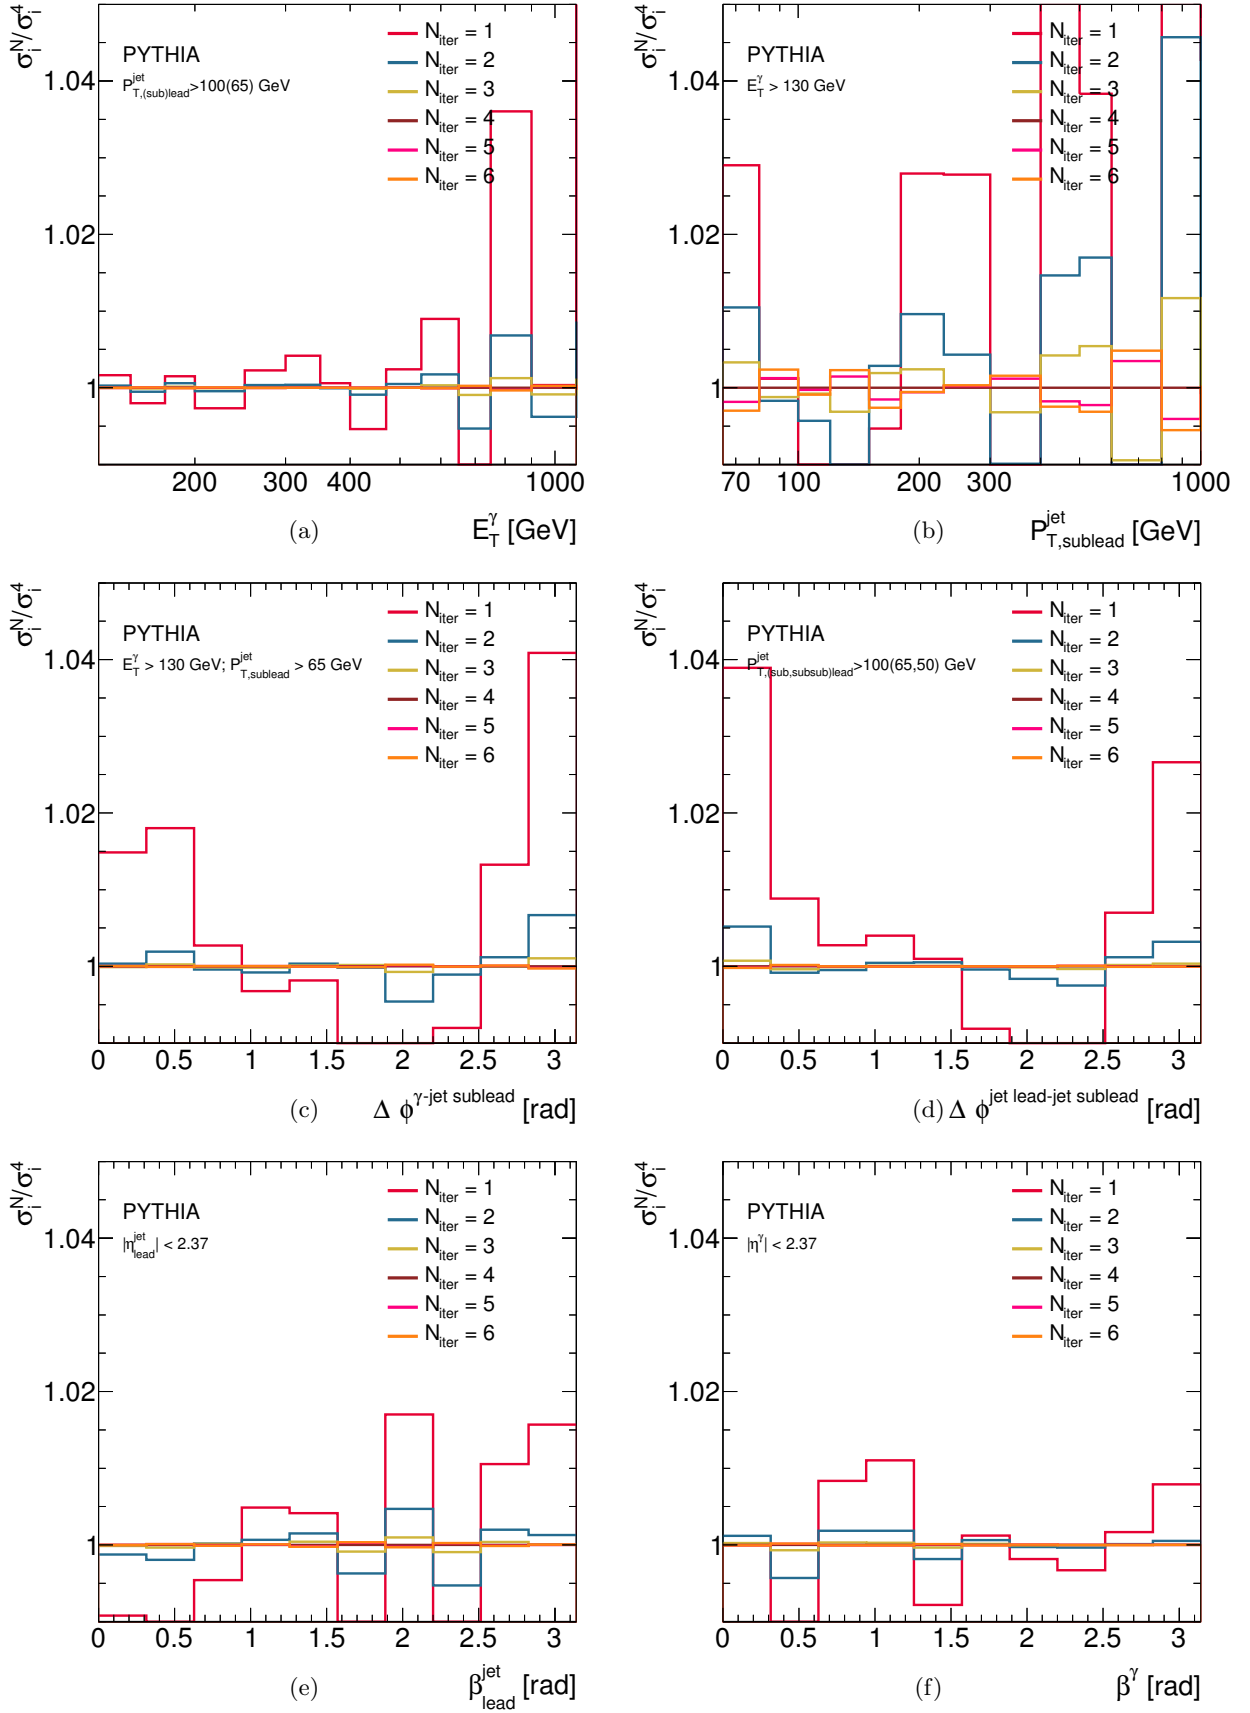 σ_i^N/σ_i^4
1.04
1.02
1
PYTHIA
P_{T,(sub)lead}^{jet}>100(65) GeV
N_iter = 1
N_iter = 2
N_iter = 3
N_iter = 4
N_iter = 5
N_iter = 6
200 300 400 1000
(a) E_T^γ [GeV]
σ_i^N/σ_i^4
1.04
1.02
1
PYTHIA
E_T^γ > 130 GeV
N_iter = 1
N_iter = 2
N_iter = 3
N_iter = 4
N_iter = 5
N_iter = 6
70 100 200 300 1000
(b) P_{T,sublead}^{jet} [GeV]
σ_i^N/σ_i^4
1.04
1.02
1
PYTHIA
E_T^γ > 130 GeV; P_{T,sublead}^{jet} > 65 GeV
N_iter = 1
N_iter = 2
N_iter = 3
N_iter = 4
N_iter = 5
N_iter = 6
0 0.5 1 1.5 2 2.5 3
(c) Δ ϕ^{γ-jet sublead} [rad]
σ_i^N/σ_i^4
1.04
1.02
1
PYTHIA
P_{T,(sub,subsub)lead}^{jet}>100(65,50) GeV
N_iter = 1
N_iter = 2
N_iter = 3
N_iter = 4
N_iter = 5
N_iter = 6
0 0.5 1 1.5 2 2.5 3
(d) Δ ϕ^{jet lead-jet sublead} [rad]
σ_i^N/σ_i^4
1.04
1.02
1
PYTHIA
|η_{lead}^{jet}| < 2.37
N_iter = 1
N_iter = 2
N_iter = 3
N_iter = 4
N_iter = 5
N_iter = 6
0 0.5 1 1.5 2 2.5 3
(e) β_{lead}^{jet} [rad]
σ_i^N/σ_i^4
1.04
1.02
1
PYTHIA
|η^γ| < 2.37
N_iter = 1
N_iter = 2
N_iter = 3
N_iter = 4
N_iter = 5
N_iter = 6
0 0.5 1 1.5 2 2.5 3
(f) β^γ [rad]